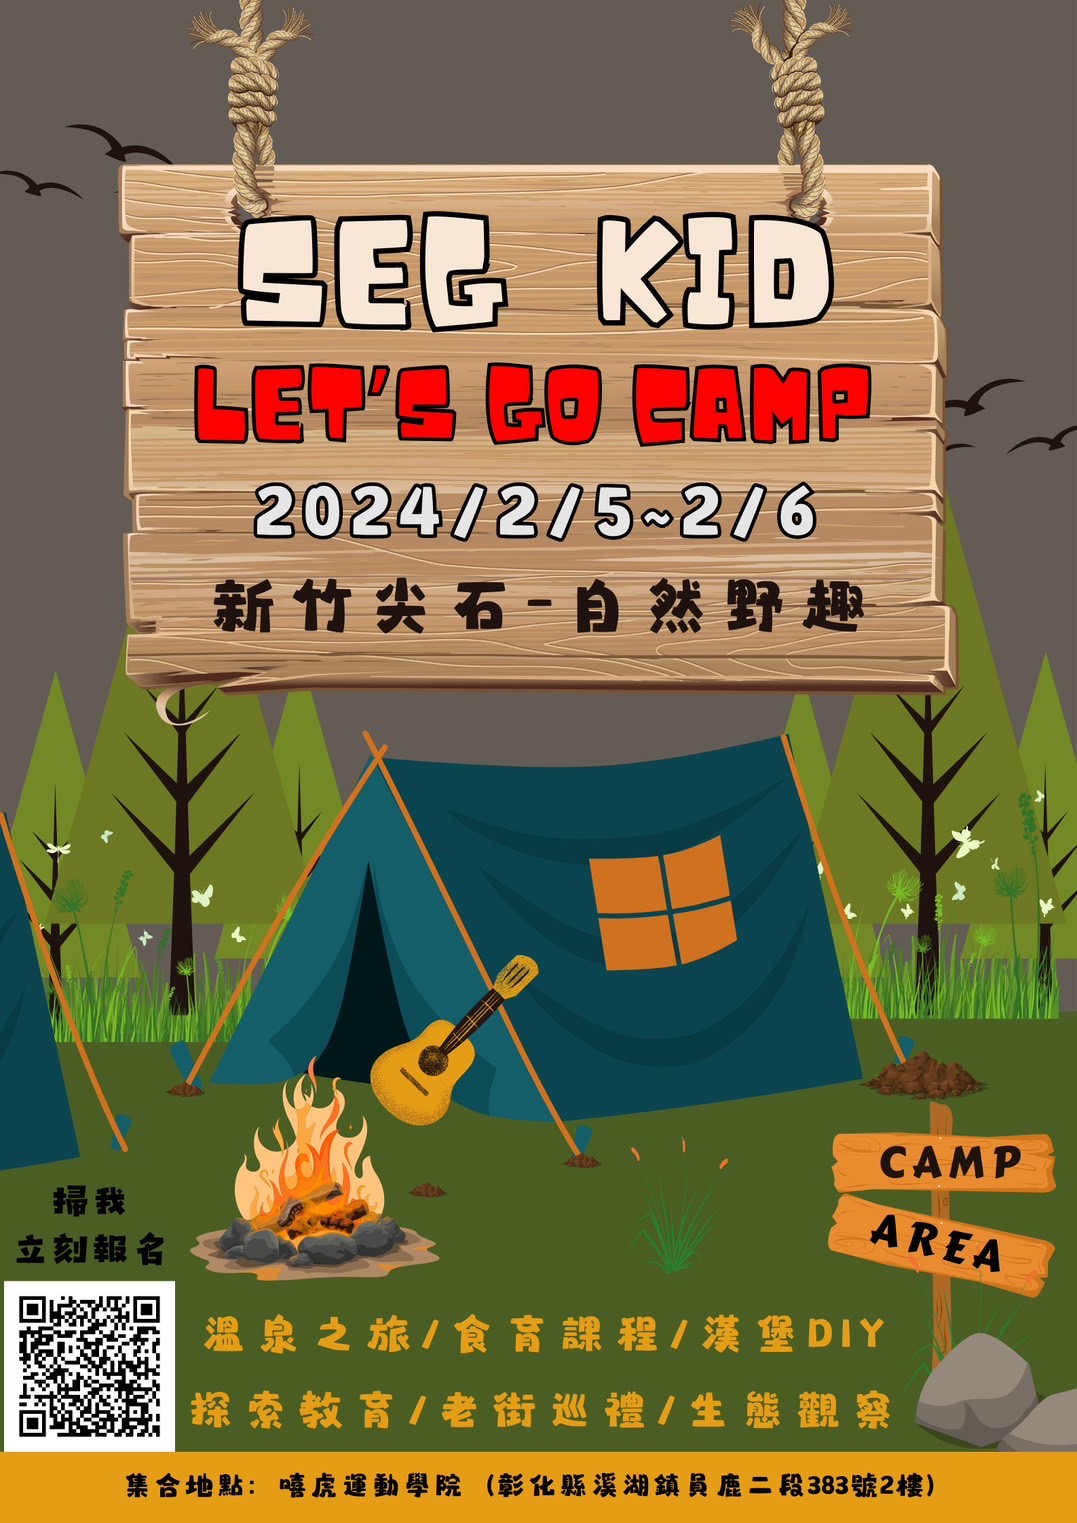 SEG KID
LET'S GO CAMP
2024/2/5~2/6
新竹尖石-自然野趣
CAMP
AREA
掃我
立刻報名
溫泉之旅/食育課程/漢堡DIY
探索教育/老街巡禮/生態觀察
集合地點: 嘻虎運動學院 (彰化縣溪湖鎮員鹿二段383號2樓)